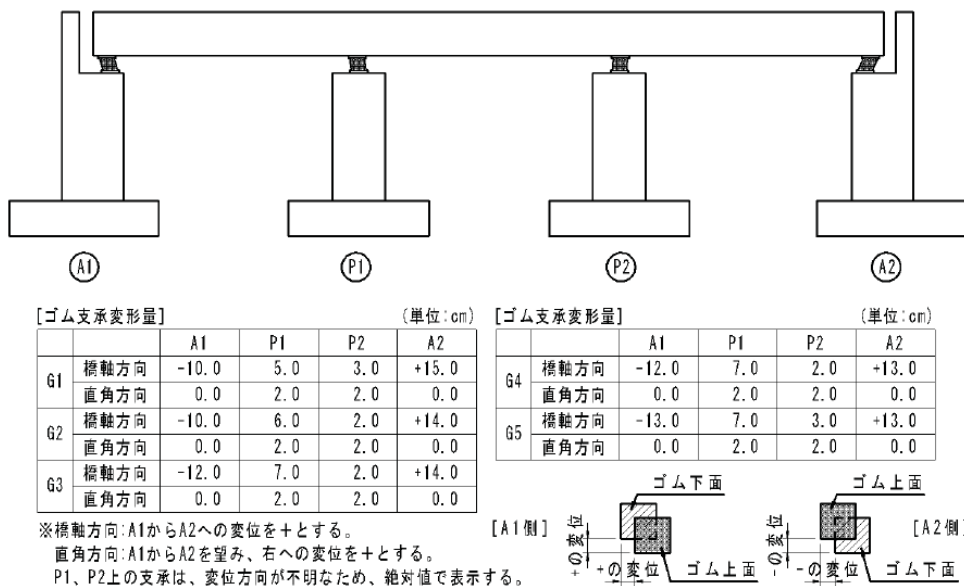 A1 P1 P2 A2
[ゴム支承変形量] (単位:cm)
A1 P1 P2 A2
G1 橋軸方向 -10.0 5.0 3.0 +15.0
直角方向 0.0 2.0 2.0 0.0
G2 橋軸方向 -10.0 6.0 2.0 +14.0
直角方向 0.0 2.0 2.0 0.0
G3 橋軸方向 -12.0 7.0 2.0 +14.0
直角方向 0.0 2.0 2.0 0.0
※橋軸方向:A1からA2への変位を+とする。
直角方向:A1からA2を望み、右への変位を+とする。
P1、P2上の支承は、変位方向が不明なため、絶対値で表示する。
[ゴム支承変形量] (単位:cm)
A1 P1 P2 A2
G4 橋軸方向 -12.0 7.0 2.0 +13.0
直角方向 0.0 2.0 2.0 0.0
G5 橋軸方向 -13.0 7.0 3.0 +13.0
直角方向 0.0 2.0 2.0 0.0
[A1側]
ゴム下面
+の変位
+の変位
ゴム上面
ゴム上面
[A2側]
-の変位
-の変位
ゴム下面